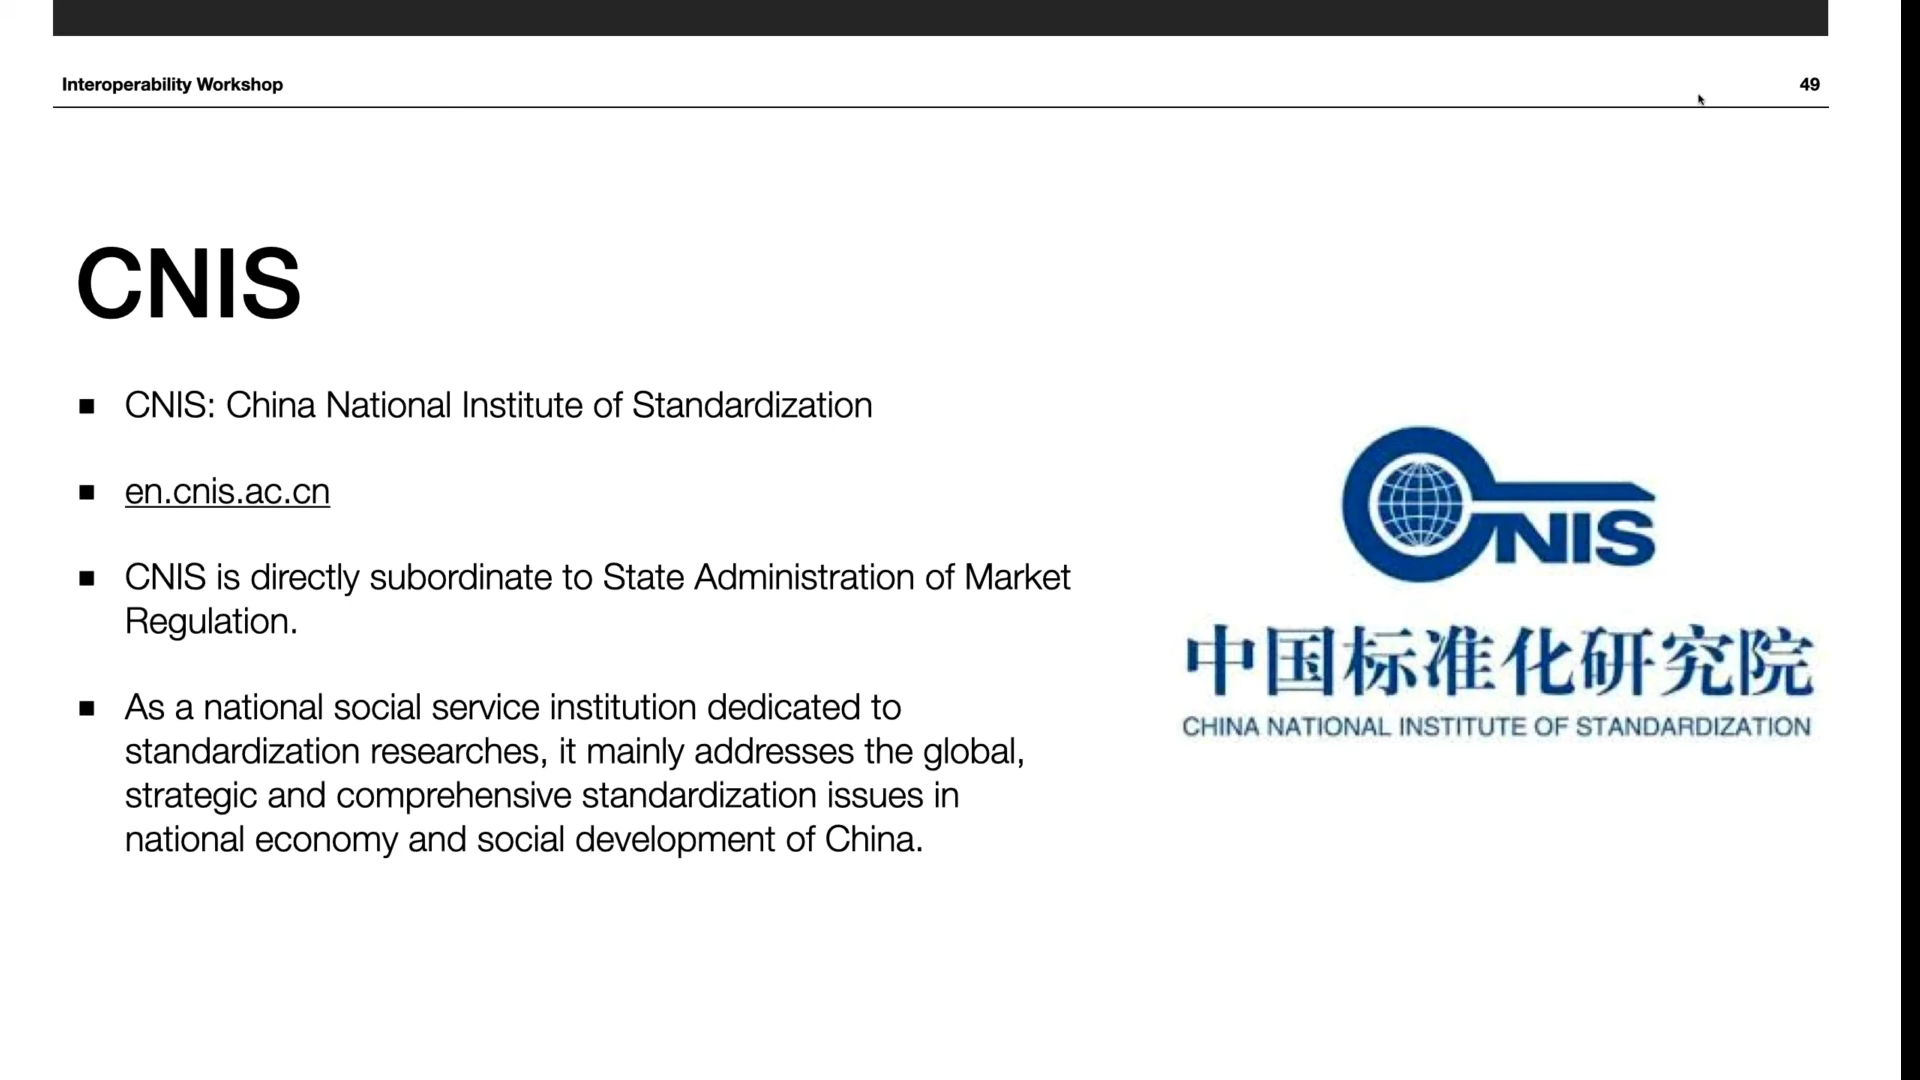 Interoperability Workshop
49
CNIS
CNIS: China National Institute of Standardization
en.cnis.ac.cn
CNIS is directly subordinate to State Administration of Market
Regulation.
As a national social service institution dedicated to
standardization researches, it mainly addresses the global,
strategic and comprehensive standardization issues in
national economy and social development of China.
CNIS
中国标准化研究院
CHINA NATIONAL INSTITUTE OF STANDARDIZATION